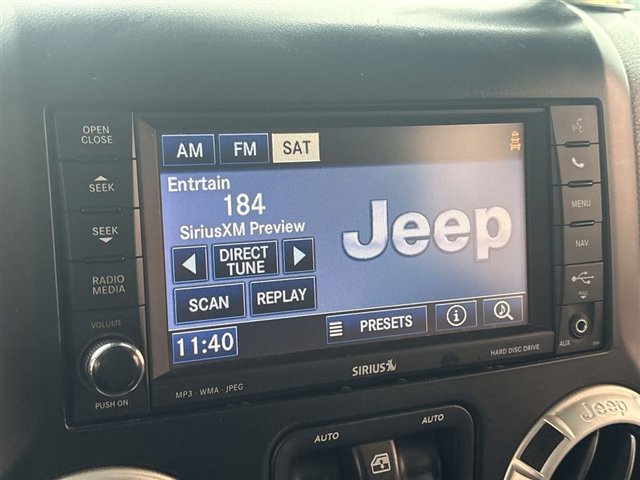 OPEN
CLOSE
SEEK
SEEK
RADIO
MEDIA
VOLUME
PUSH ON
AM FM SAT
Entrtain
184
SiriusXM Preview
DIRECT
TUNE
SCAN REPLAY
11:40
PRESETS
Jeep
MENU
NAV
PULL
AUX
MP3 · WMA · JPEG
SIRIUS
HARD DISC DRIVE
AUTO
AUTO
Jeep